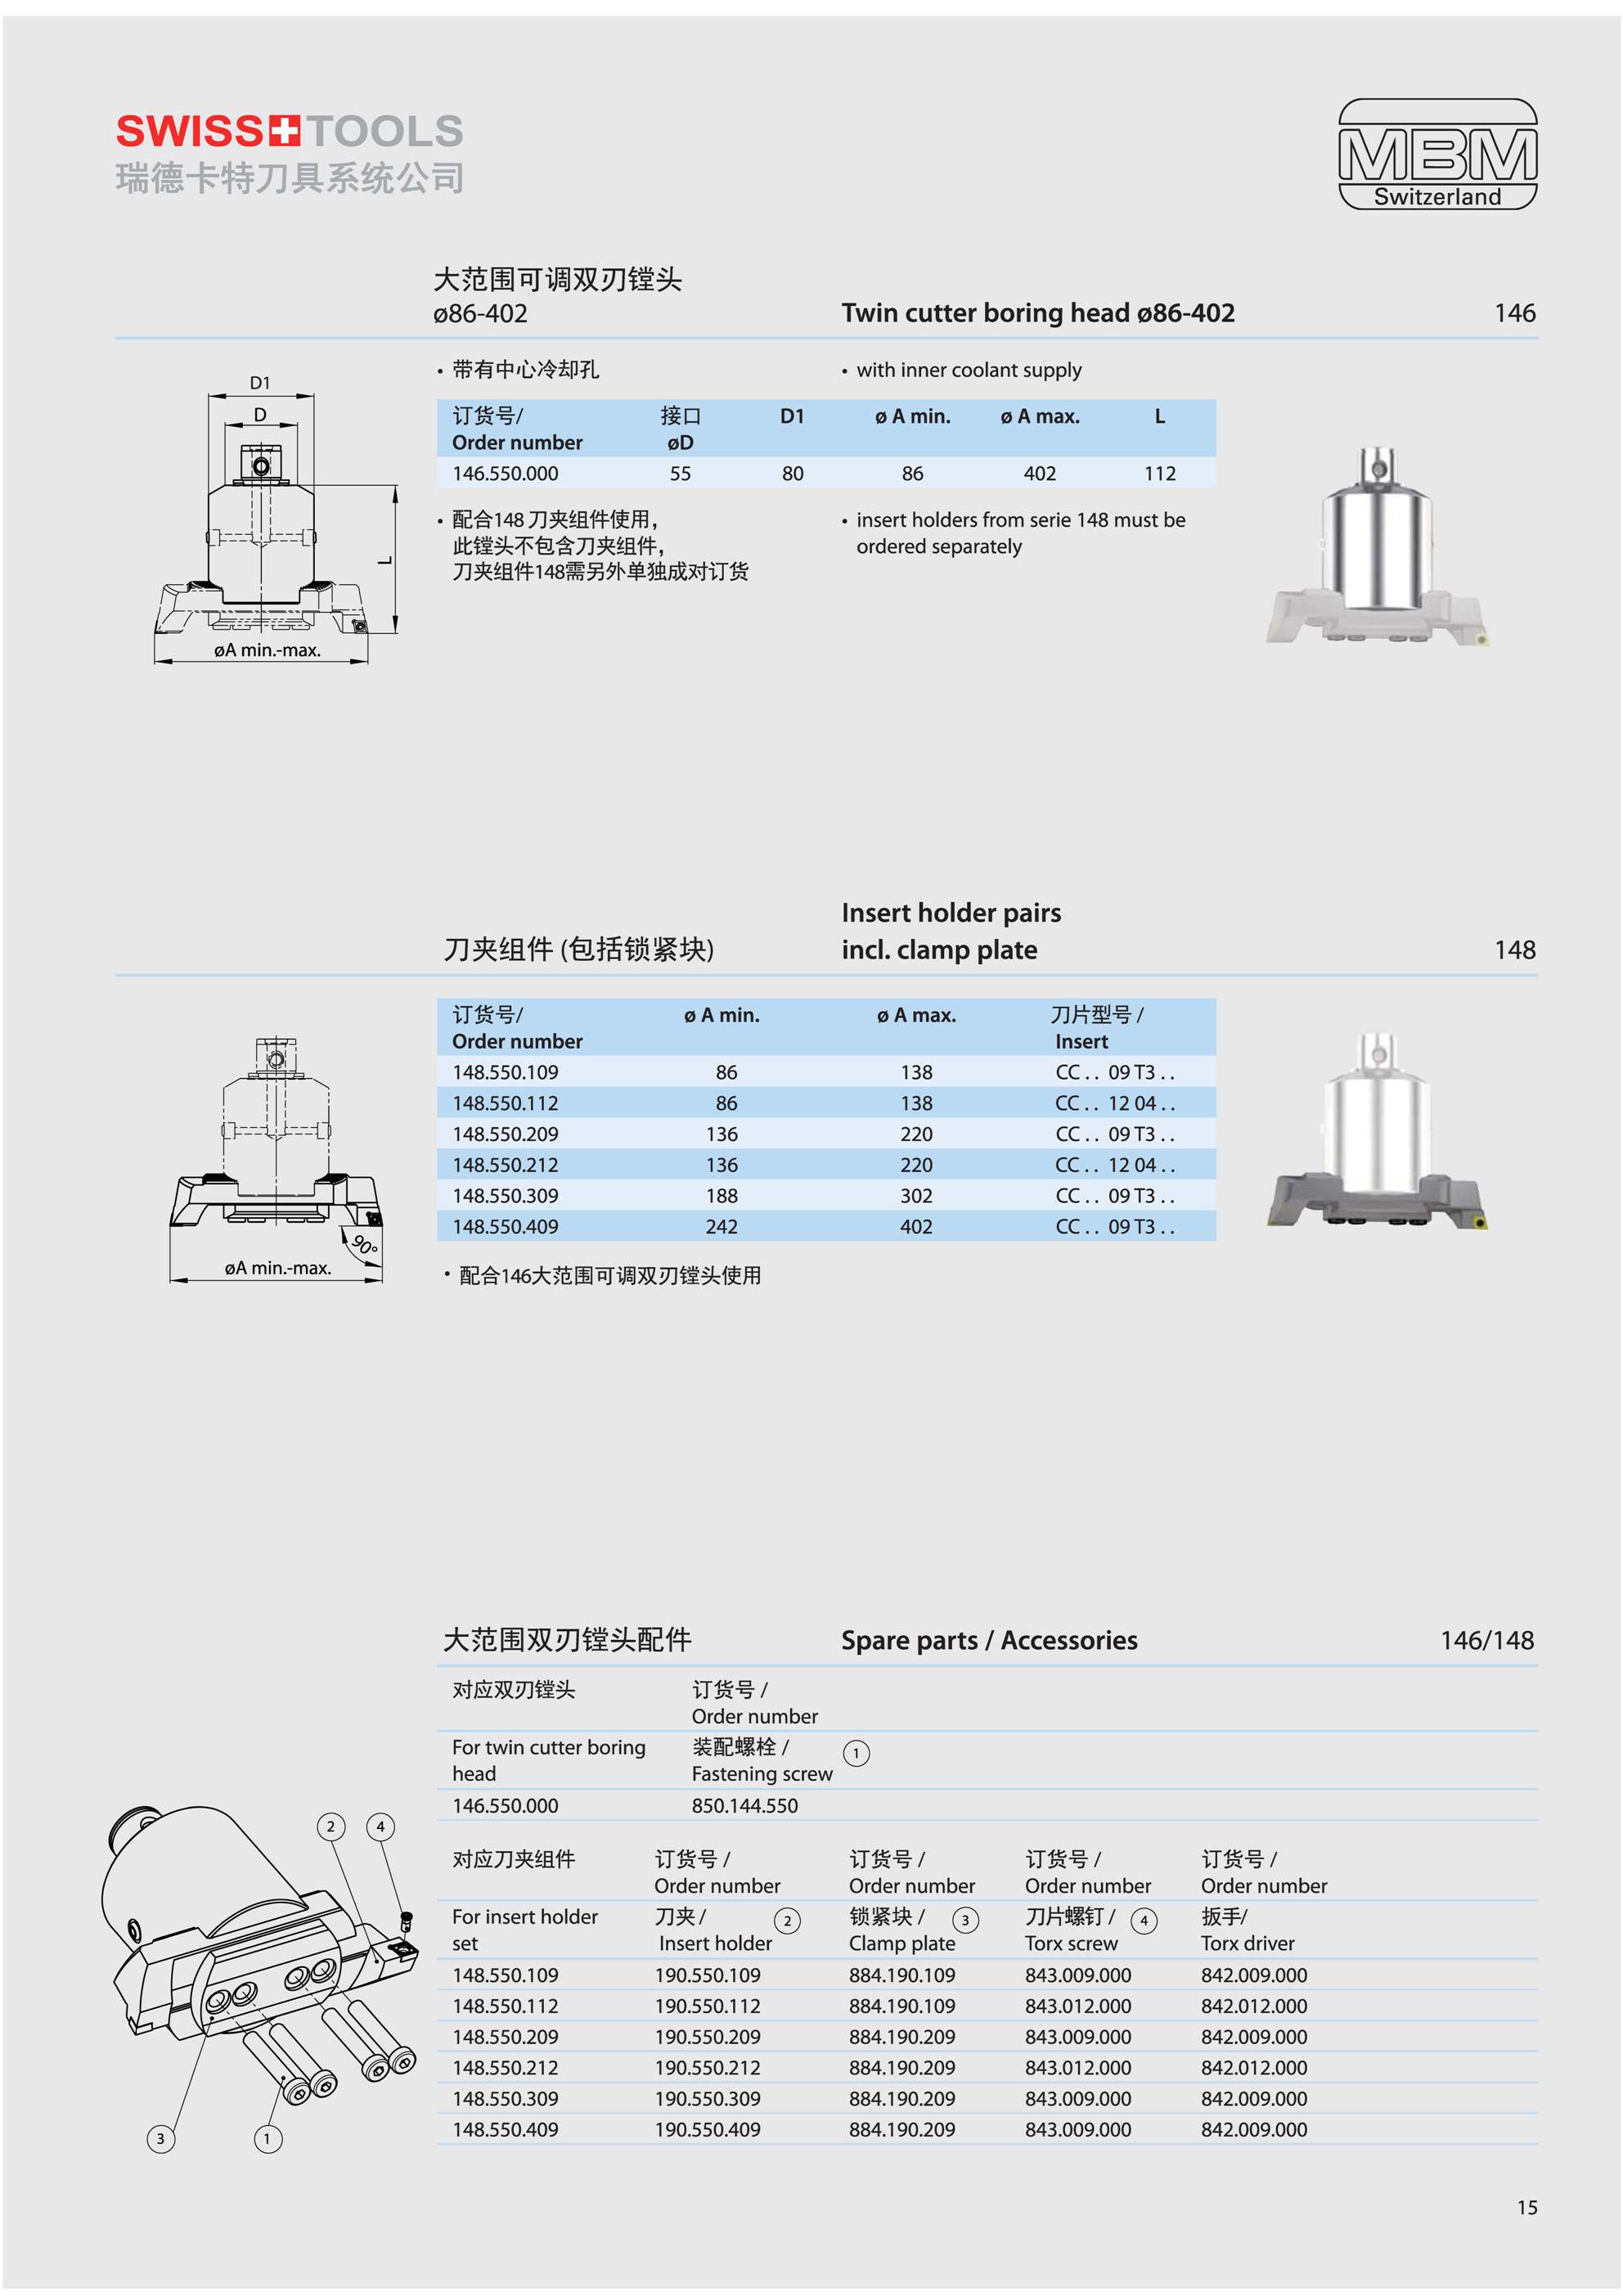 SWISS TOOLS
瑞德卡特刀具系统公司
MBM
Switzerland
大范围可调双刃镗头
ø86-402
Twin cutter boring head ø86-402
146
• 带有中心冷却孔
• with inner coolant supply
订货号/ 接口 D1 ø A min. ø A max. L
Order number øD
146.550.000 55 80 86 402 112
• 配合148 刀夹组件使用，
此镗头不包含刀夹组件，
刀夹组件148需另外单独成对订货
• insert holders from serie 148 must be
ordered separately
D1
D
L
øA min.-max.
Insert holder pairs
刀夹组件 (包括锁紧块) incl. clamp plate 148
订货号/ ø A min. ø A max. 刀片型号 /
Order number Insert
148.550.109 86 138 CC . . 09 T3 . .
148.550.112 86 138 CC . . 12 04 . .
148.550.209 136 220 CC . . 09 T3 . .
148.550.212 136 220 CC . . 12 04 . .
148.550.309 188 302 CC . . 09 T3 . .
148.550.409 242 402 CC . . 09 T3 . .
• 配合146大范围可调双刃镗头使用
90°
øA min.-max.
大范围双刃镗头配件 Spare parts / Accessories 146/148
对应双刃镗头 订货号 /
Order number
For twin cutter boring 装配螺栓 / 1
head Fastening screw
146.550.000 850.144.550
对应刀夹组件 订货号 / 订货号 / 订货号 / 订货号 /
Order number Order number Order number Order number
For insert holder 刀夹 / 2 锁紧块 / 3 刀片螺钉 / 4 扳手/
set Insert holder Clamp plate Torx screw Torx driver
148.550.109 190.550.109 884.190.109 843.009.000 842.009.000
148.550.112 190.550.112 884.190.109 843.012.000 842.012.000
148.550.209 190.550.209 884.190.209 843.009.000 842.009.000
148.550.212 190.550.212 884.190.209 843.012.000 842.012.000
148.550.309 190.550.309 884.190.209 843.009.000 842.009.000
148.550.409 190.550.409 884.190.209 843.009.000 842.009.000
2 4
3 1
15